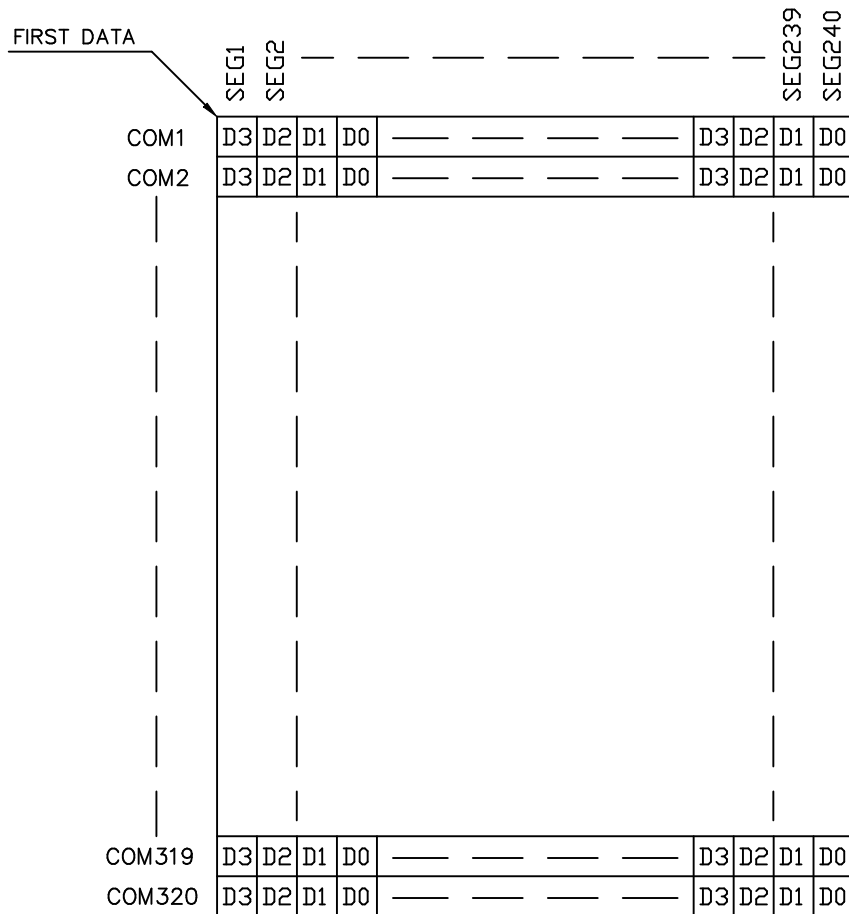 FIRST DATA
SEG1 SEG2 SEG239 SEG240
COM1 D3 D2 D1 D0 D3 D2 D1 D0
COM2 D3 D2 D1 D0 D3 D2 D1 D0
COM319 D3 D2 D1 D0 D3 D2 D1 D0
COM320 D3 D2 D1 D0 D3 D2 D1 D0